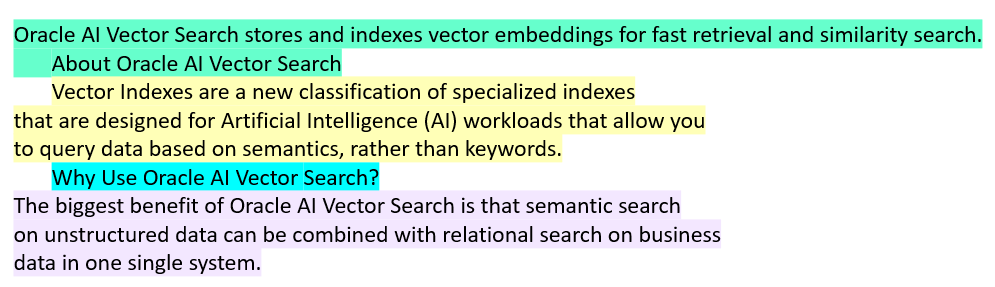 Oracle AI Vector Search stores and indexes vector embeddings for fast retrieval and similarity search.
About Oracle AI Vector Search
Vector Indexes are a new classification of specialized indexes
that are designed for Artificial Intelligence (AI) workloads that allow you
to query data based on semantics, rather than keywords.
Why Use Oracle AI Vector Search?
The biggest benefit of Oracle AI Vector Search is that semantic search
on unstructured data can be combined with relational search on business
data in one single system.